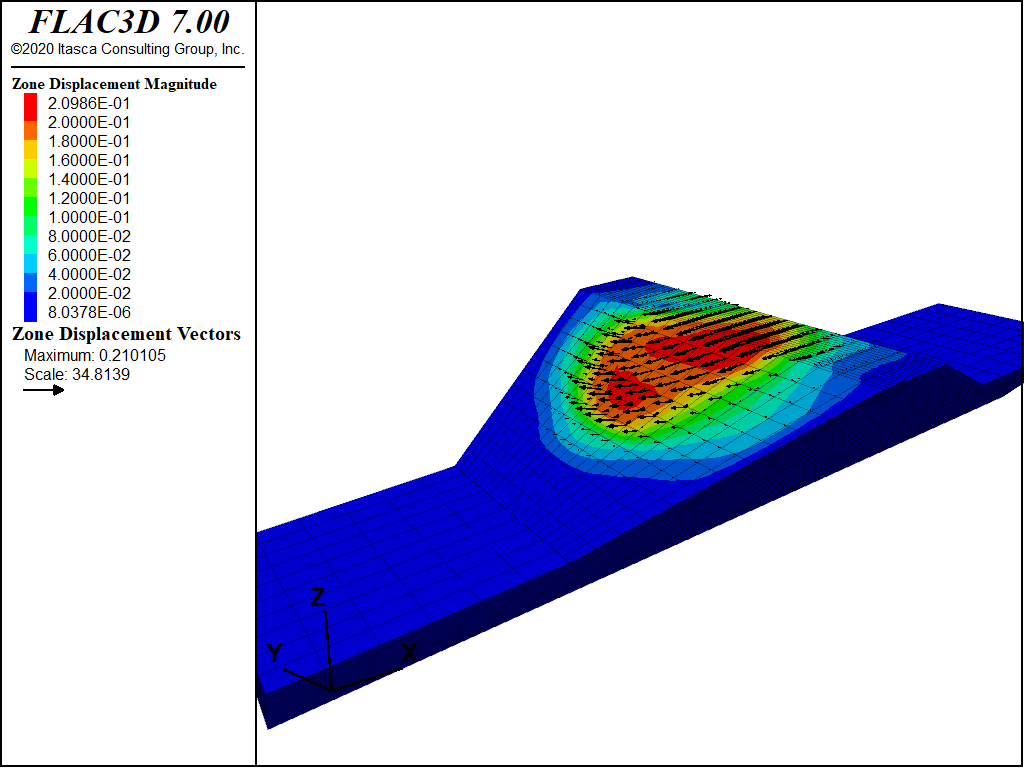 FLAC3D 7.00
©2020 Itasca Consulting Group, Inc.
Zone Displacement Magnitude
2.0986E-01
2.0000E-01
1.8000E-01
1.6000E-01
1.4000E-01
1.2000E-01
1.0000E-01
8.0000E-02
6.0000E-02
4.0000E-02
2.0000E-02
8.0378E-06
Zone Displacement Vectors
Maximum: 0.210105
Scale: 34.8139
Z
Y
X